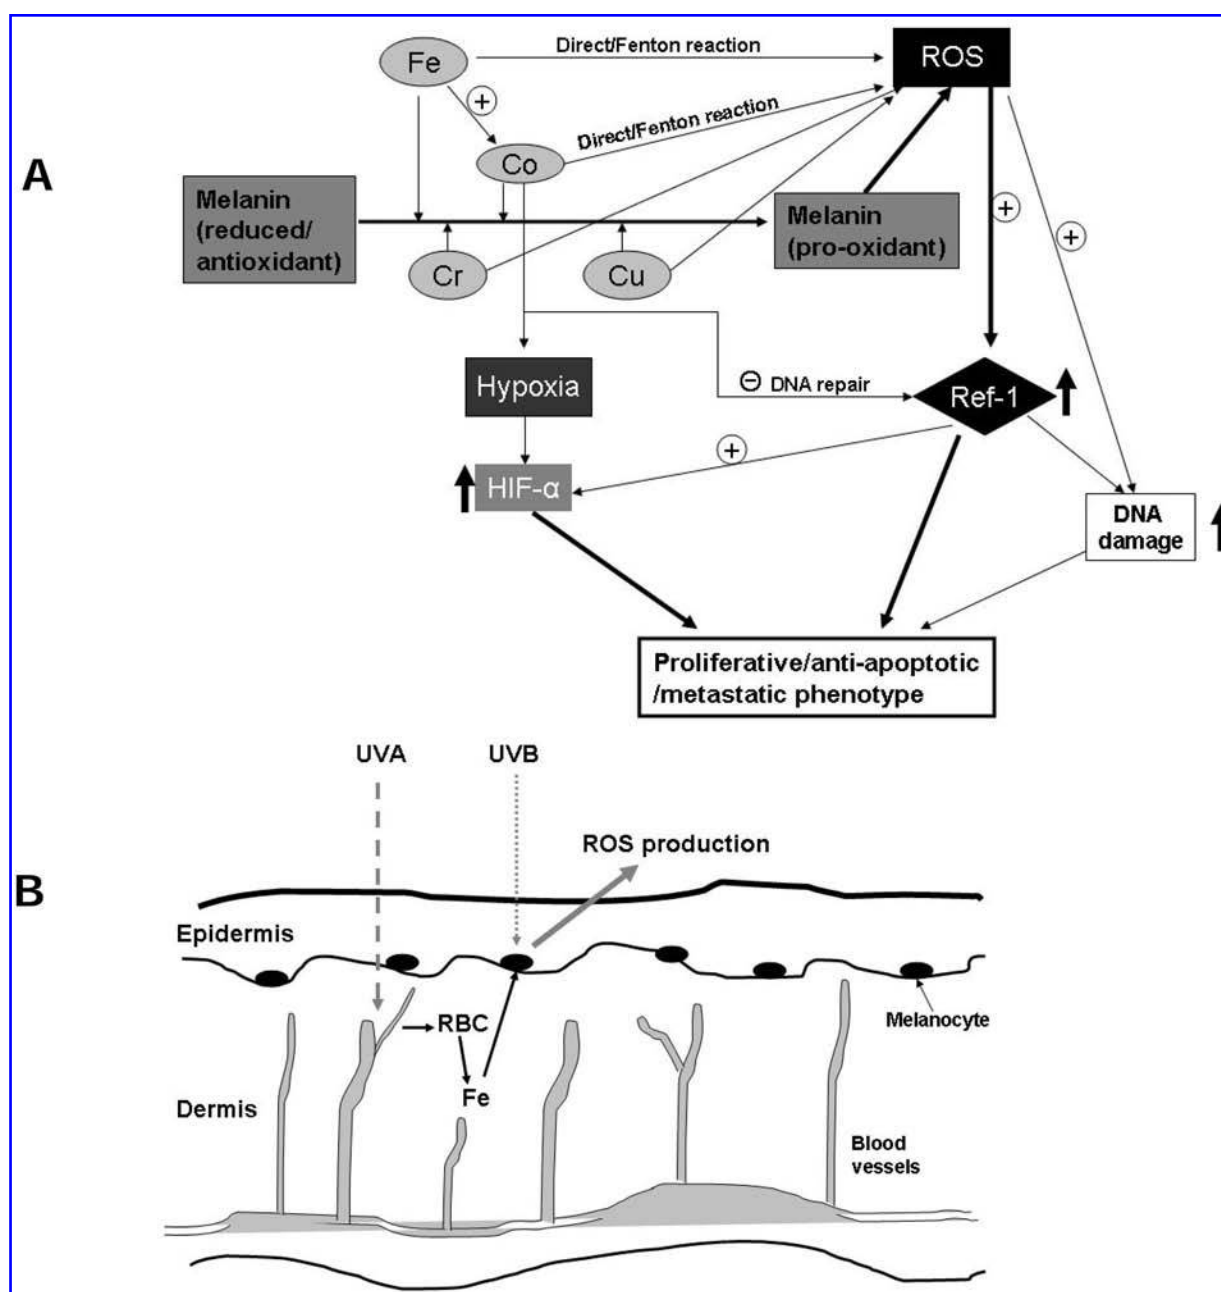 A
Fe
Direct/Fenton reaction
ROS
+
Direct/Fenton reaction
Co
Melanin
(reduced/
antioxidant)
Melanin
(pro-oxidant)
+
+
Cr
Cu
Hypoxia
⊖ DNA repair
Ref-1
+
HIF-α
DNA
damage
Proliferative/anti-apoptotic
/metastatic phenotype
B
UVA
UVB
ROS production
Epidermis
RBC
Melanocyte
Fe
Dermis
Blood
vessels